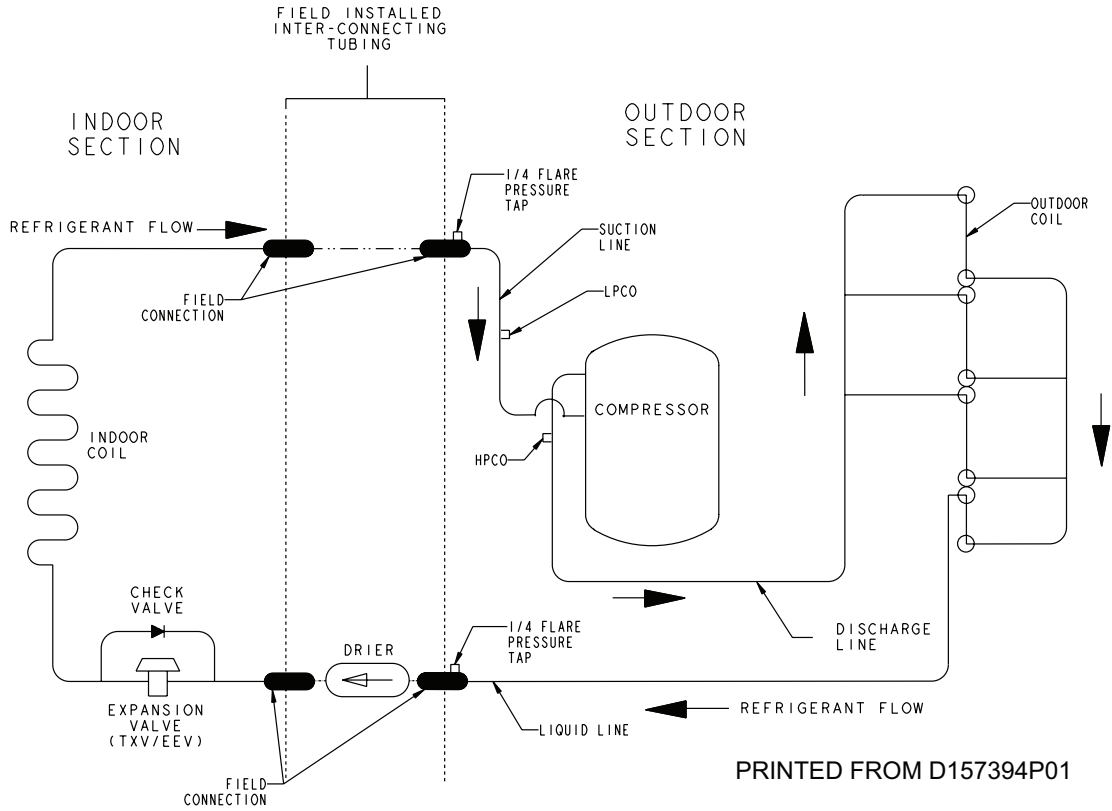 FIELD INSTALLED
INTER-CONNECTING
TUBING
INDOOR
SECTION
OUTDOOR
SECTION
1/4 FLARE
PRESSURE
TAP
OUTDOOR
COIL
REFRIGERANT FLOW
SUCTION
LINE
FIELD
CONNECTION
LPCO
COMPRESSOR
INDOOR
COIL
HPCO
CHECK
VALVE
DRIER
1/4 FLARE
PRESSURE
TAP
DISCHARGE
LINE
EXPANSION
VALVE
(TXV/EEV)
LIQUID LINE
REFRIGERANT FLOW
FIELD
CONNECTION
PRINTED FROM D157394P01